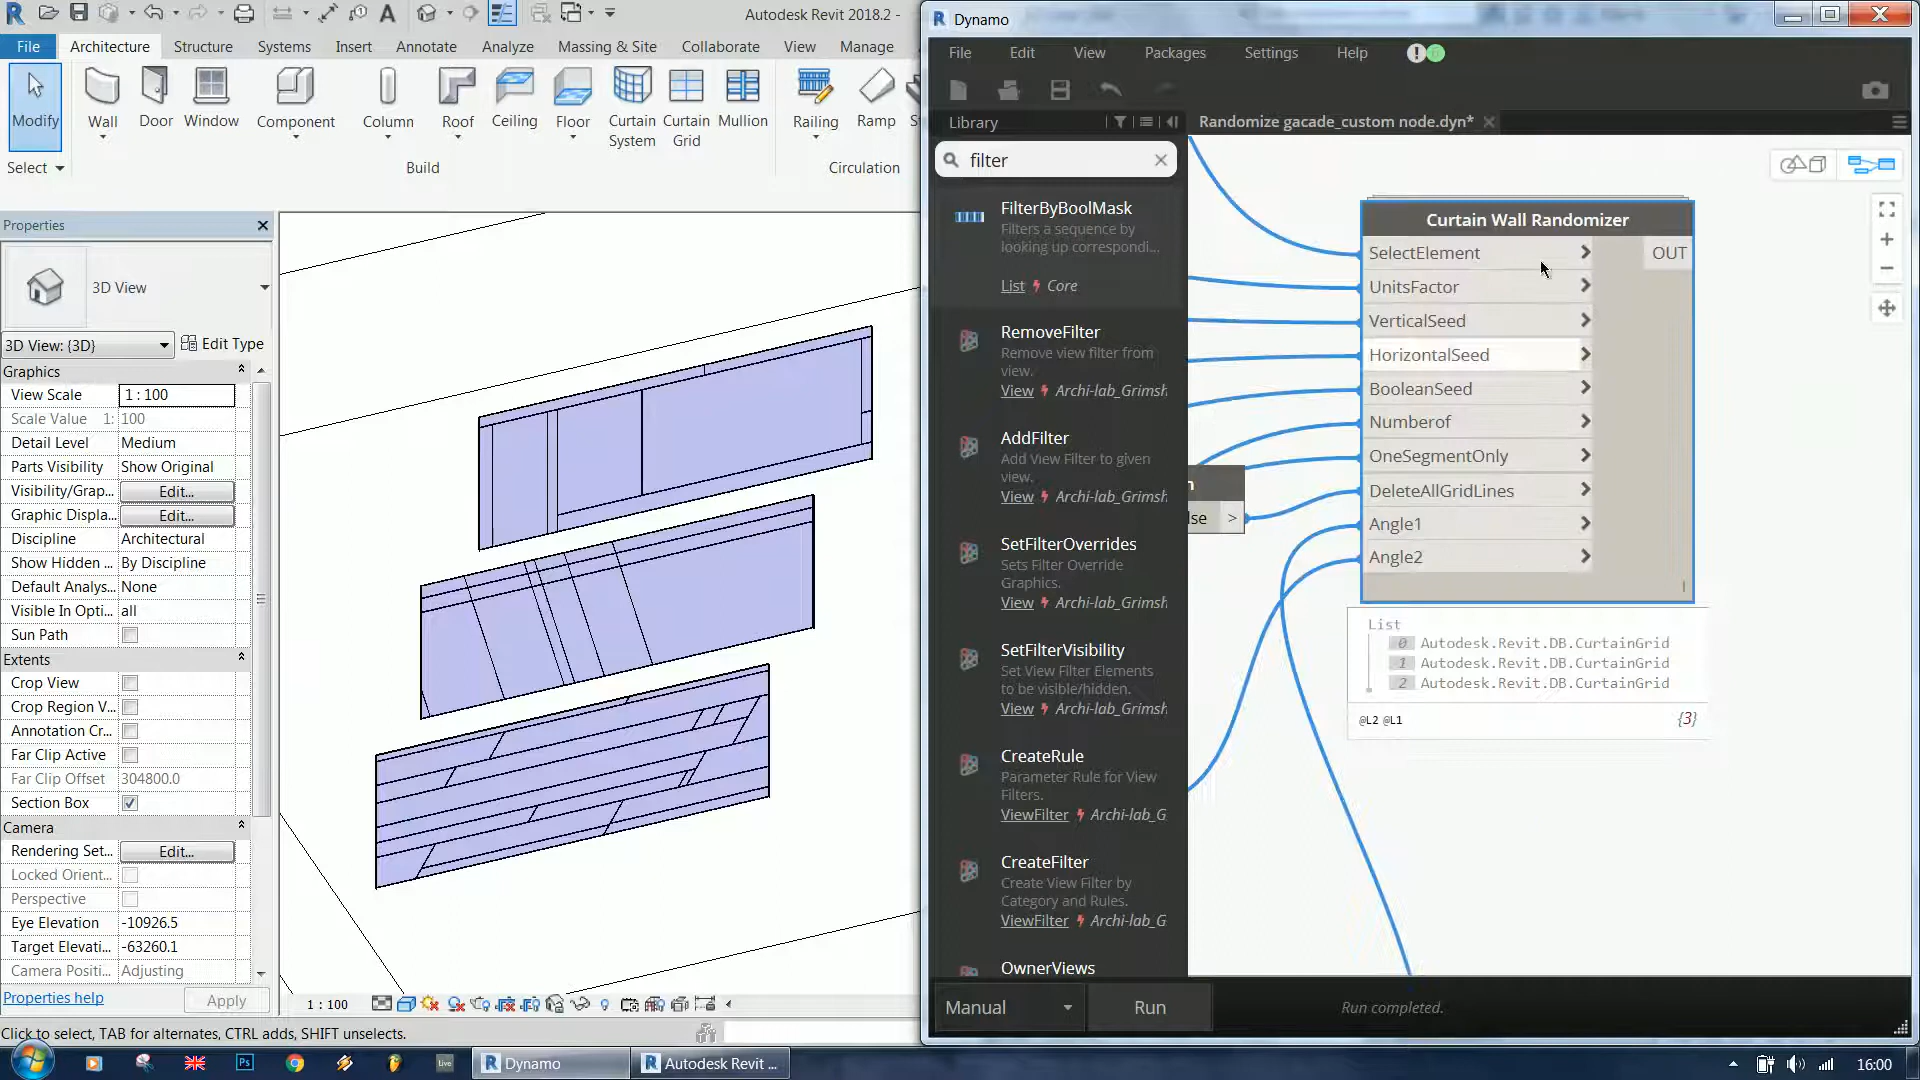 Autodesk Revit 2018.2 -
File
Architecture
Structure
Systems
Insert
Annotate
Analyze
Massing & Site
Collaborate
View
Manage
Modify
Wall
Door
Window
Component
Column
Roof
Ceiling
Floor
Curtain System
Curtain Grid
Mullion
Railing
Ramp
Select
Build
Circulation
Properties
3D View
3D View: {3D}
Edit Type
Graphics
View Scale 1 : 100
Scale Value 1: 100
Detail Level Medium
Parts Visibility Show Original
Visibility/Grap... Edit...
Graphic Displa... Edit...
Discipline Architectural
Show Hidden ... By Discipline
Default Analys... None
Visible In Opti... all
Sun Path
Extents
Crop View
Crop Region V...
Annotation Cr...
Far Clip Active
Far Clip Offset 304800.0
Section Box
Camera
Rendering Set... Edit...
Locked Orient...
Perspective
Eye Elevation -10926.5
Target Elevati... -63260.1
Camera Positi... Adjusting
Properties help
Apply
1 : 100
Click to select, TAB for alternates, CTRL adds, SHIFT unselects.
Dynamo
File Edit View Packages Settings Help
Library
Randomize gacade_custom node.dyn*
filter
FilterByBoolMask
Filters a sequence by
looking up correspondi...
List Core
RemoveFilter
Remove view filter from
view.
View Archi-lab_Grimsh
AddFilter
Add View Filter to given
view.
View Archi-lab_Grimsh
SetFilterOverrides
Sets Filter Override
Graphics.
View Archi-lab_Grimsh
SetFilterVisibility
Set View Filter Elements
to be visible/hidden.
View Archi-lab_Grimsh
CreateRule
Parameter Rule for View
Filters.
ViewFilter Archi-lab_G
CreateFilter
Create View Filter by
Category and Rules.
ViewFilter Archi-lab_G
OwnerViews
Curtain Wall Randomizer
SelectElement >
OUT
UnitsFactor >
VerticalSeed >
HorizontalSeed >
BooleanSeed >
Numberof >
OneSegmentOnly >
DeleteAllGridLines >
Angle1 >
Angle2 >
n
lse >
List
0 Autodesk.Revit.DB.CurtainGrid
1 Autodesk.Revit.DB.CurtainGrid
2 Autodesk.Revit.DB.CurtainGrid
@L2 @L1 {3}
Manual
Run
Run completed.
Ps
Live
Dynamo
Autodesk Revit ...
16:00